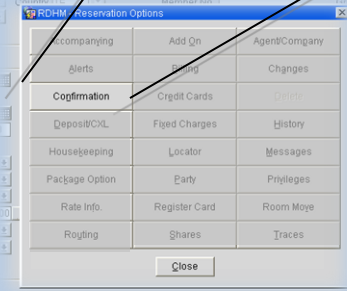 RDHM - Reservation Options
Accompanying Add On Agent/Company
Alerts Billing Changes
Confirmation Credit Cards Delete
Deposit/CXL Fixed Charges History
Housekeeping Locator Messages
Package Option Party Privileges
Rate Info. Register Card Room Move
Routing Shares Traces
Close